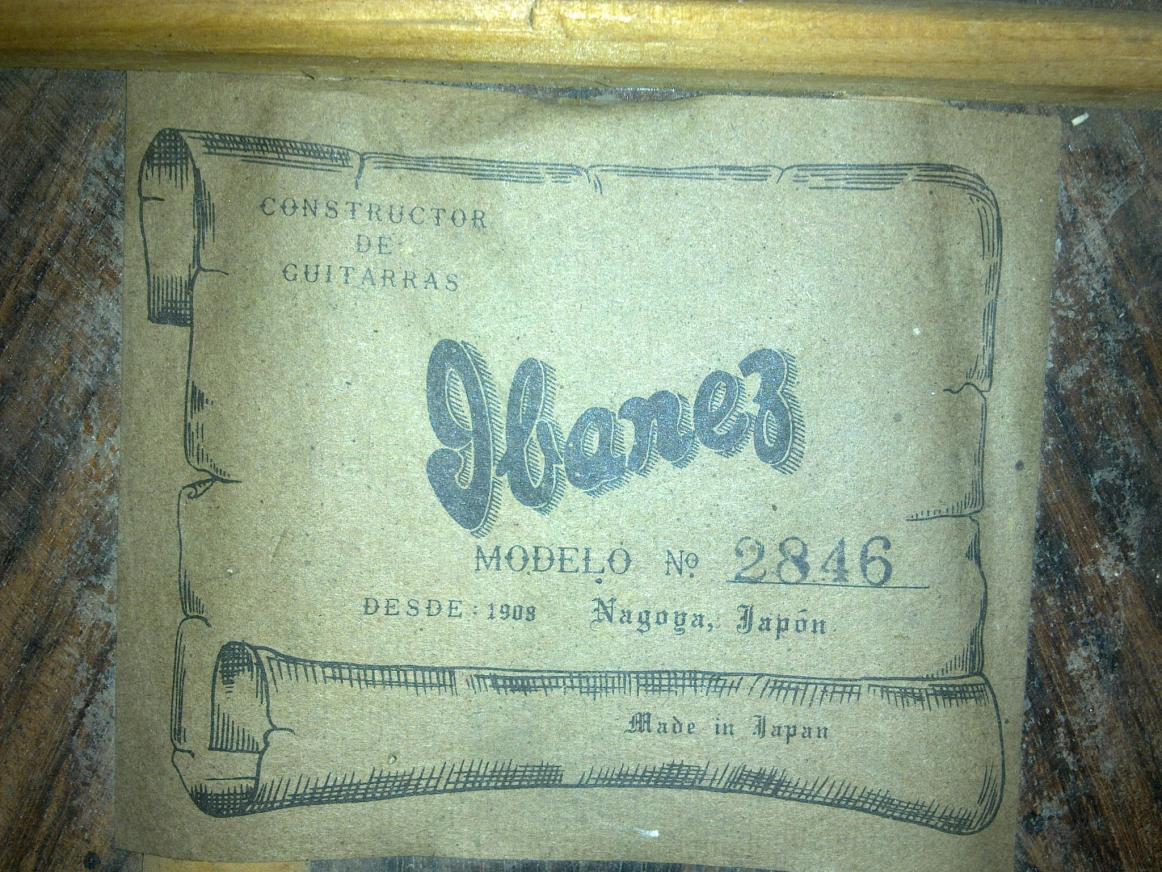 CONSTRUCTOR
DE
GUITARRAS
Ibanez
MODELO Nº 2846
DESDE: 1908 Nagoya, Japón
Made in Japan